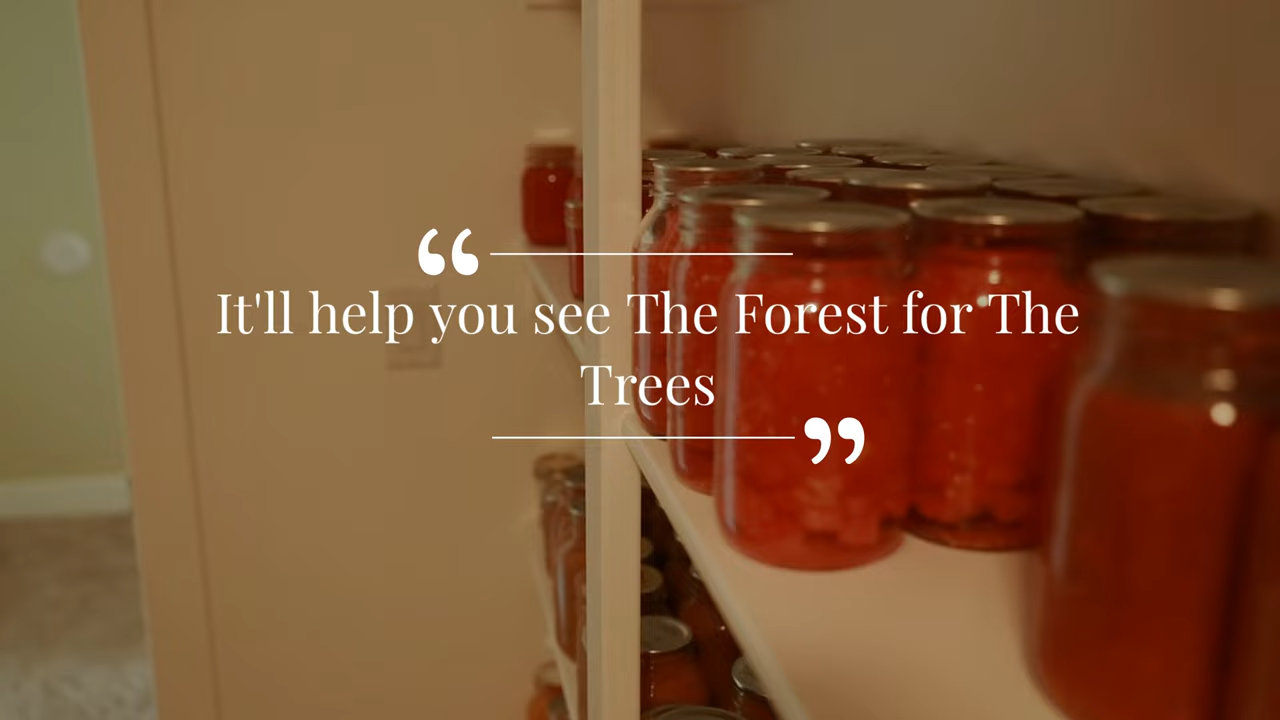 “
It'll help you see The Forest for The
Trees
”